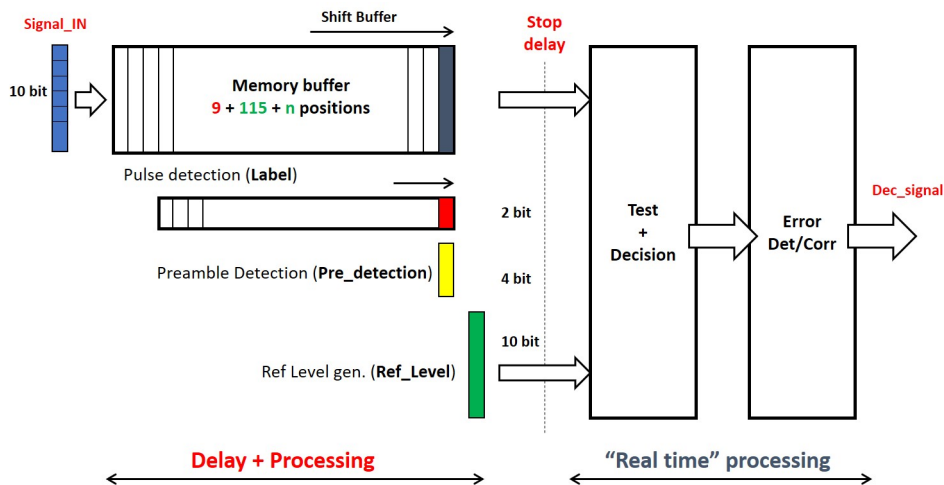 Signal_IN
Shift Buffer
Stop
delay
10 bit
Memory buffer
9 + 115 + n positions
Pulse detection (Label)
2 bit
Preamble Detection (Pre_detection)
4 bit
10 bit
Ref Level gen. (Ref_Level)
Test
+
Decision
Error
Det/Corr
Dec_signal
Delay + Processing
“Real time” processing